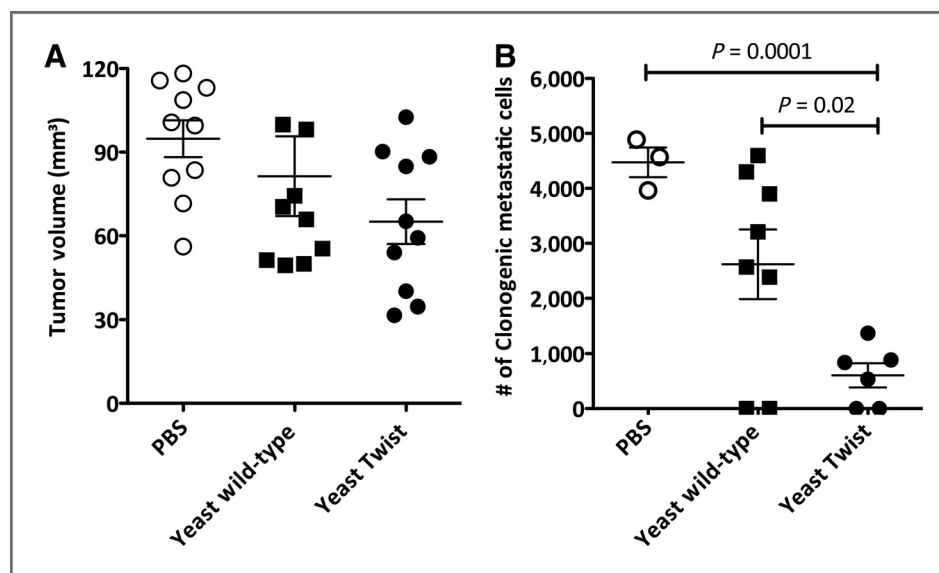 A
Tumor volume (mm³)
120
90
60
30
0
PBS
Yeast wild-type
Yeast Twist
B
# of Clonogenic metastatic cells
P = 0.0001
P = 0.02
6,000
5,000
4,000
3,000
2,000
1,000
0
PBS
Yeast wild-type
Yeast Twist